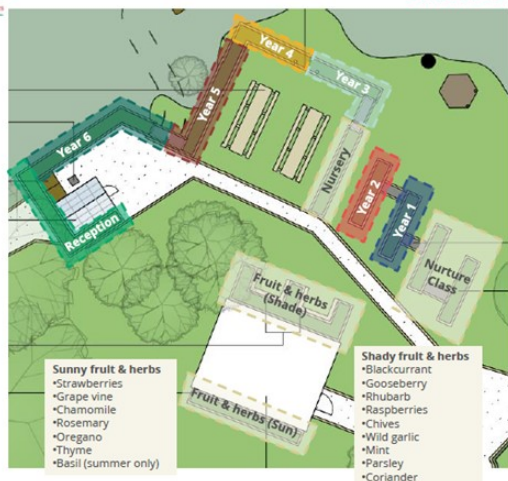 Year 4
Year 3
Year 5
Year 6
Nursery
Year 2
Year 1
Reception
Nurture
Class
Fruit & herbs
(Shade)
Fruit & herbs (Sun)
Sunny fruit & herbs
•Strawberries
•Grape vine
•Chamomile
•Rosemary
•Oregano
•Thyme
•Basil (summer only)
Shady fruit & herbs
•Blackcurrant
•Gooseberry
•Rhubarb
•Raspberries
•Chives
•Wild garlic
•Mint
•Parsley
•Coriander